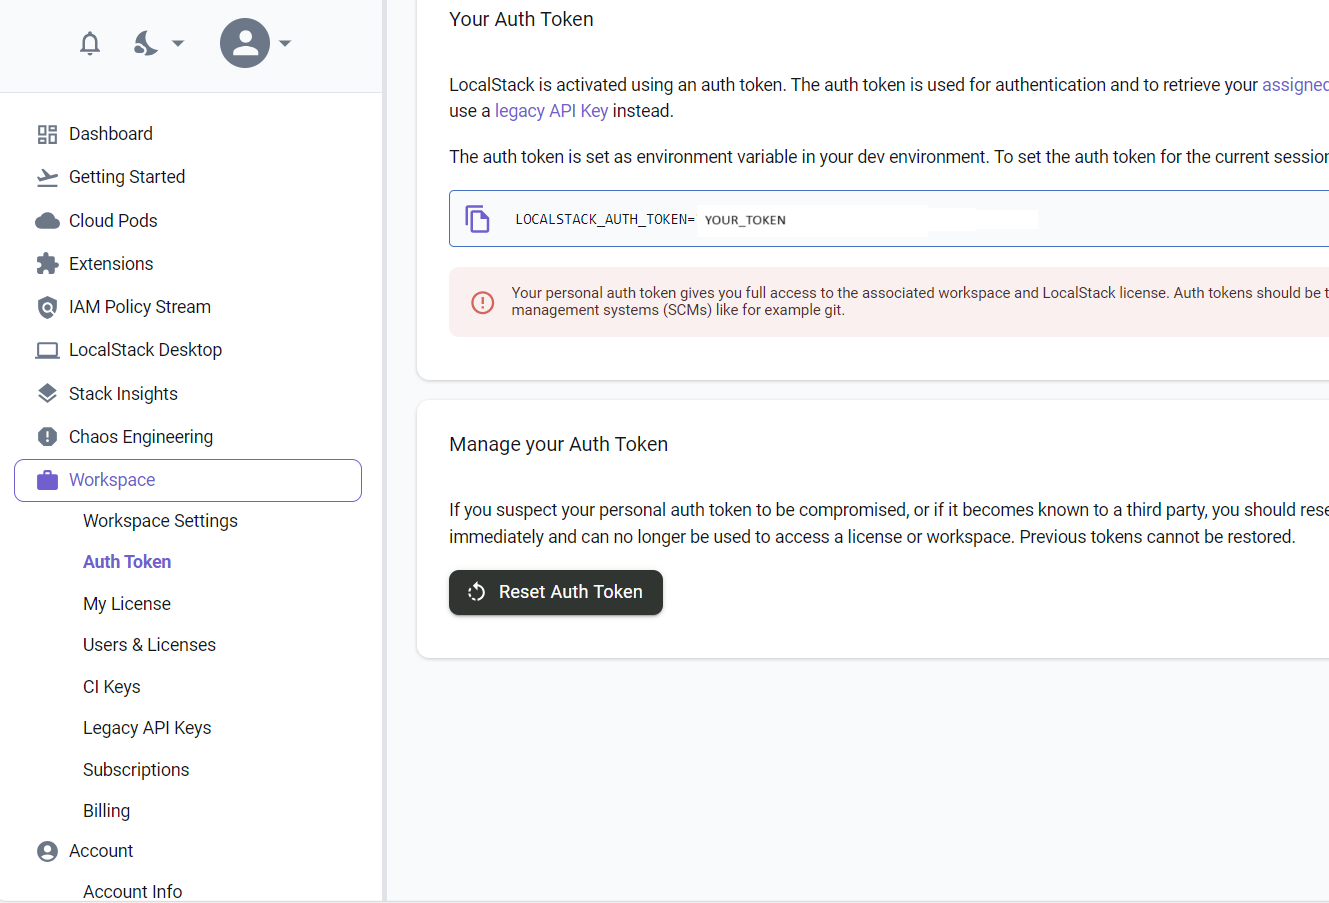 Dashboard
Getting Started
Cloud Pods
Extensions
IAM Policy Stream
LocalStack Desktop
Stack Insights
Chaos Engineering
Workspace
Workspace Settings
Auth Token
My License
Users & Licenses
CI Keys
Legacy API Keys
Subscriptions
Billing
Account
Account Info
Your Auth Token
LocalStack is activated using an auth token. The auth token is used for authentication and to retrieve your assigned
use a legacy API Key instead.
The auth token is set as environment variable in your dev environment. To set the auth token for the current session
LOCALSTACK_AUTH_TOKEN= YOUR_TOKEN
Your personal auth token gives you full access to the associated workspace and LocalStack license. Auth tokens should be t
management systems (SCMs) like for example git.
Manage your Auth Token
If you suspect your personal auth token to be compromised, or if it becomes known to a third party, you should rese
immediately and can no longer be used to access a license or workspace. Previous tokens cannot be restored.
Reset Auth Token